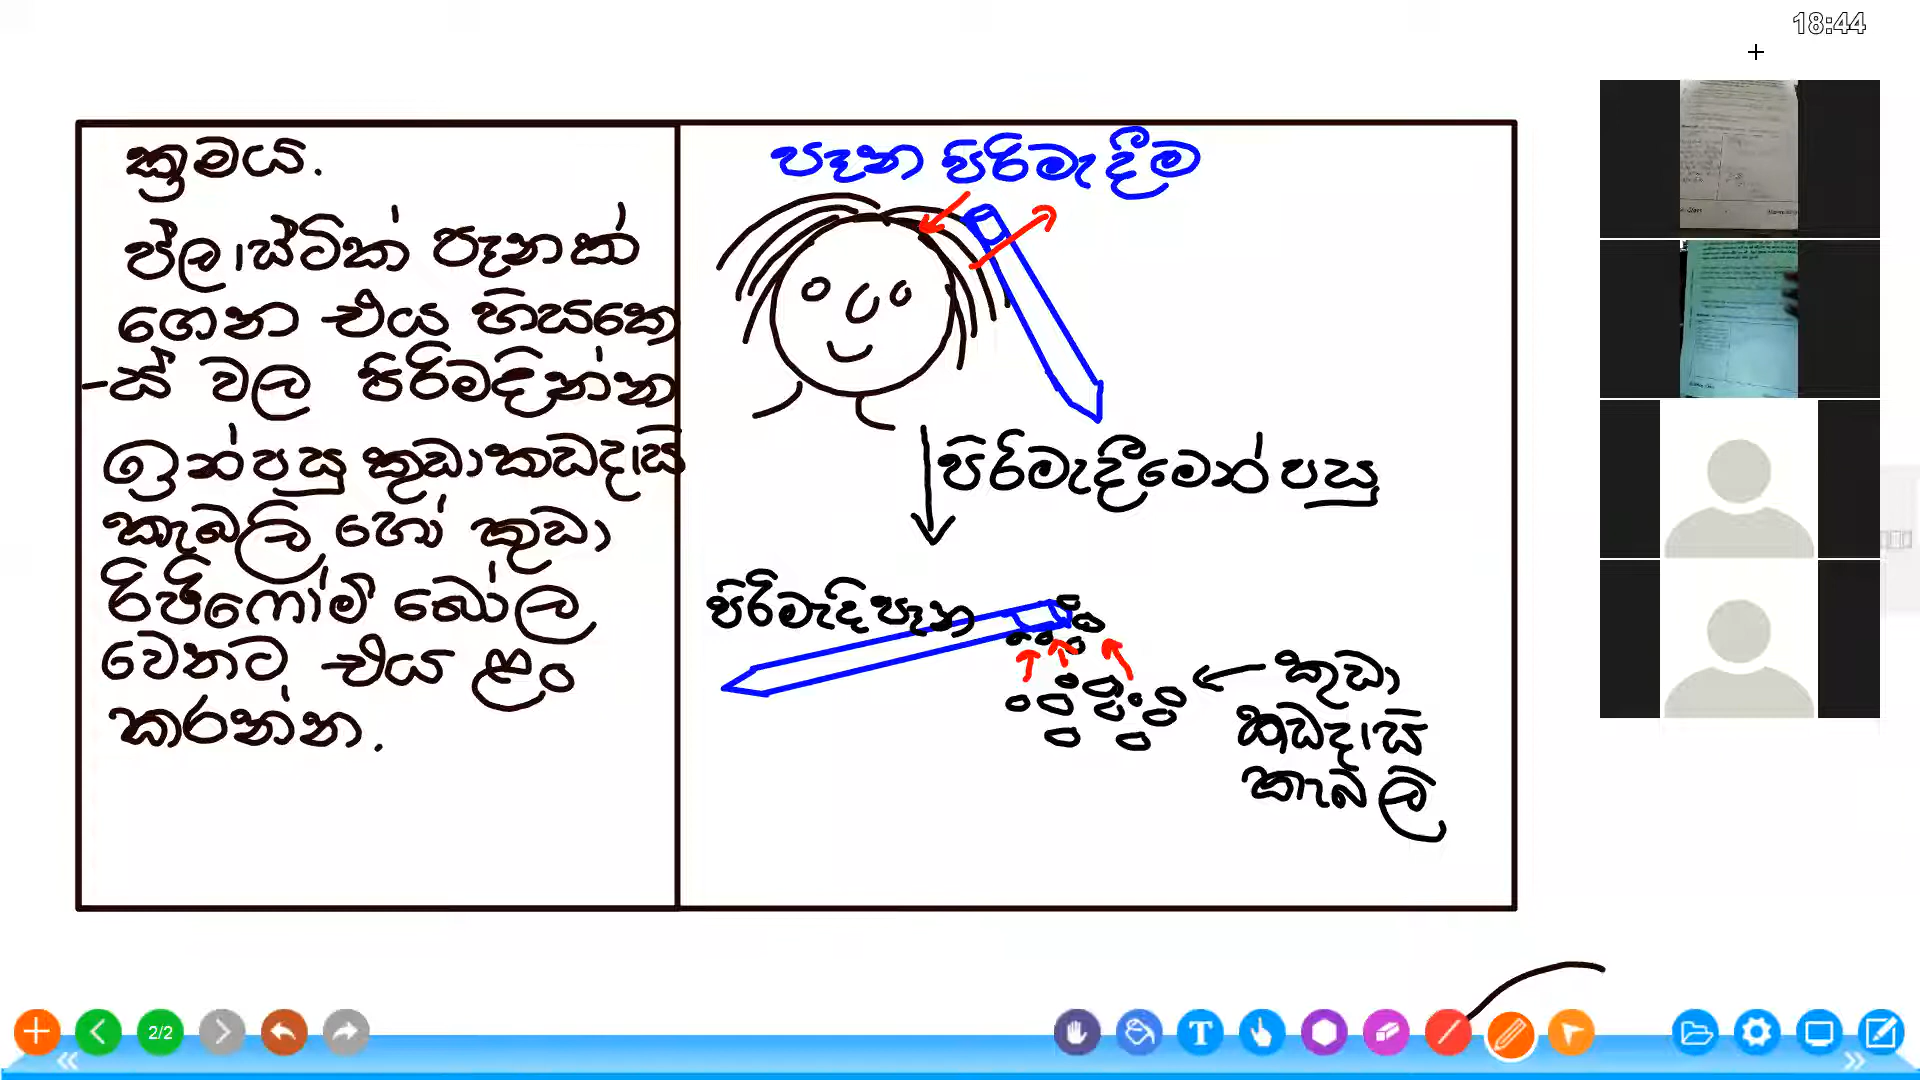 18:44
ක්‍රමය.
ප්ලාස්ටික් පෑනක්
ගෙන එය හිසකෙ
-ස් වල පිරිමදින්න
ඉන්පසු කුඩා කඩදාසි
කැබලි හෝ කුඩා
රිජිෆෝම් බෝල
වෙතට එය ළං
කරන්න.
පෑන පිරිමැදීම
පිරිමැදීමෙන් පසු
පිරිමැදි පෑන
කුඩා
කඩදාසි
කැබලි
2/2
T